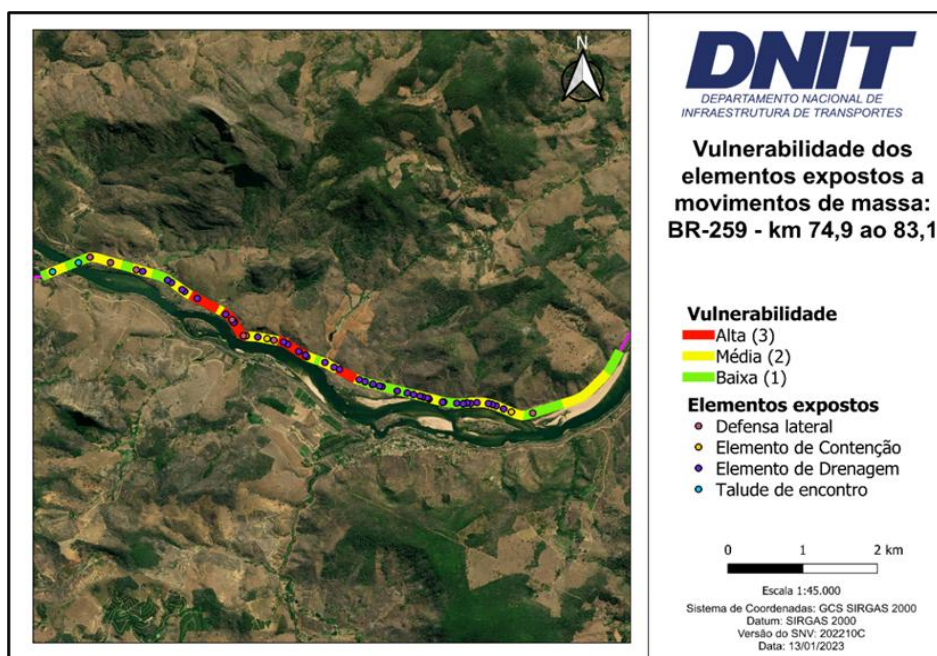 N
DNIT
DEPARTAMENTO NACIONAL DE
INFRAESTRUTURA DE TRANSPORTES
Vulnerabilidade dos
elementos expostos a
movimentos de massa:
BR-259 - km 74,9 ao 83,1
Vulnerabilidade
Alta (3)
Média (2)
Baixa (1)
Elementos expostos
Defensa lateral
Elemento de Contenção
Elemento de Drenagem
Talude de encontro
0 1 2 km
Escala 1:45.000
Sistema de Coordenadas: GCS SIRGAS 2000
Datum: SIRGAS 2000
Versão do SNV: 202210C
Data: 13/01/2023